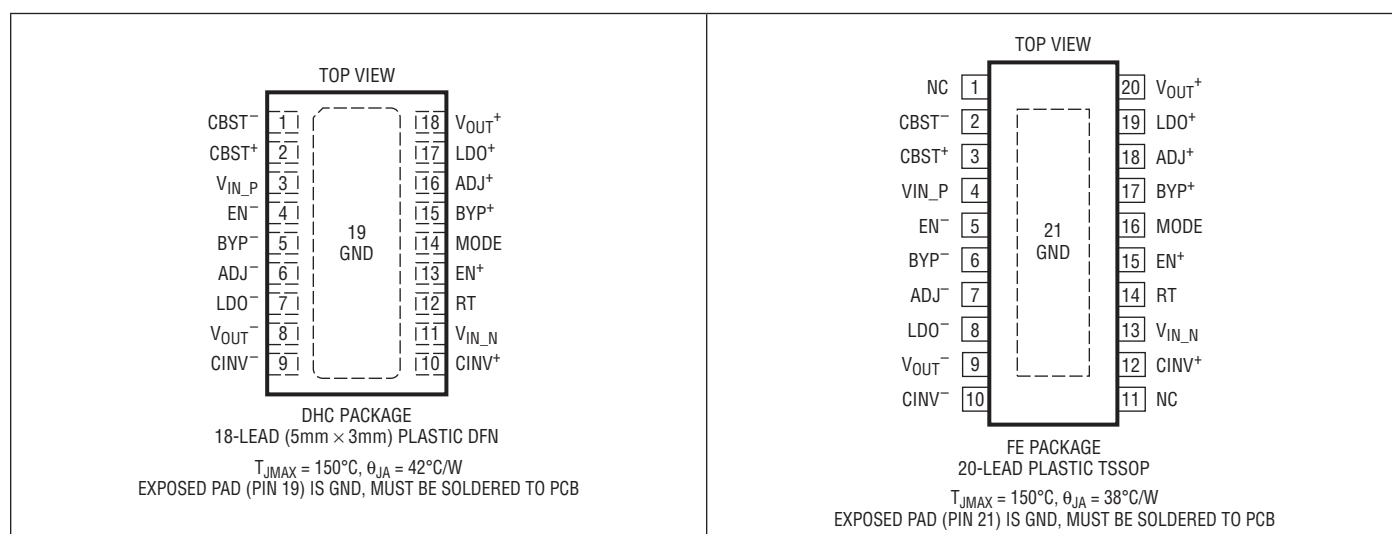 TOP VIEW
CBST⁻ 1 18 V_OUT⁺
CBST⁺ 2 17 LDO⁺
V_IN_P 3 16 ADJ⁺
EN⁻ 4 15 BYP⁺
BYP⁻ 5 14 MODE
ADJ⁻ 6 13 EN⁺
LDO⁻ 7 12 RT
V_OUT⁻ 8 11 V_IN_N
CINV⁻ 9 10 CINV⁺
19
GND
DHC PACKAGE
18-LEAD (5mm × 3mm) PLASTIC DFN
T_JMAX = 150°C, θ_JA = 42°C/W
EXPOSED PAD (PIN 19) IS GND, MUST BE SOLDERED TO PCB
TOP VIEW
NC 1 20 V_OUT⁺
CBST⁻ 2 19 LDO⁺
CBST⁺ 3 18 ADJ⁺
VIN_P 4 17 BYP⁺
EN⁻ 5 16 MODE
BYP⁻ 6 15 EN⁺
ADJ⁻ 7 14 RT
LDO⁻ 8 13 V_IN_N
V_OUT⁻ 9 12 CINV⁺
CINV⁻ 10 11 NC
21
GND
FE PACKAGE
20-LEAD PLASTIC TSSOP
T_JMAX = 150°C, θ_JA = 38°C/W
EXPOSED PAD (PIN 21) IS GND, MUST BE SOLDERED TO PCB